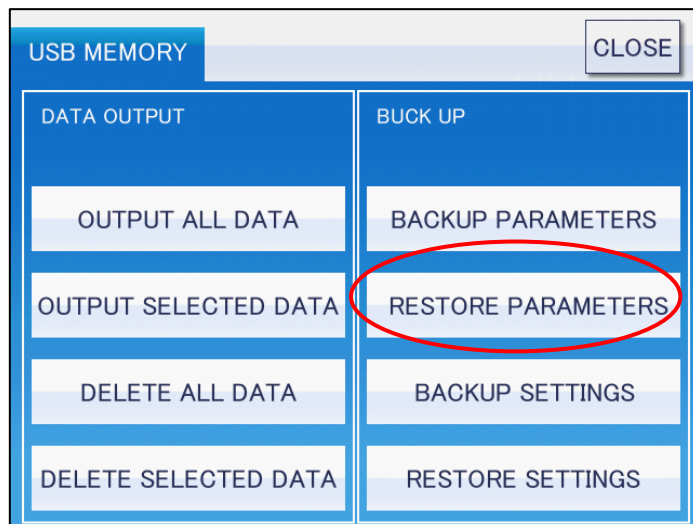 USB MEMORY
CLOSE
DATA OUTPUT
OUTPUT ALL DATA
OUTPUT SELECTED DATA
DELETE ALL DATA
DELETE SELECTED DATA
BUCK UP
BACKUP PARAMETERS
RESTORE PARAMETERS
BACKUP SETTINGS
RESTORE SETTINGS